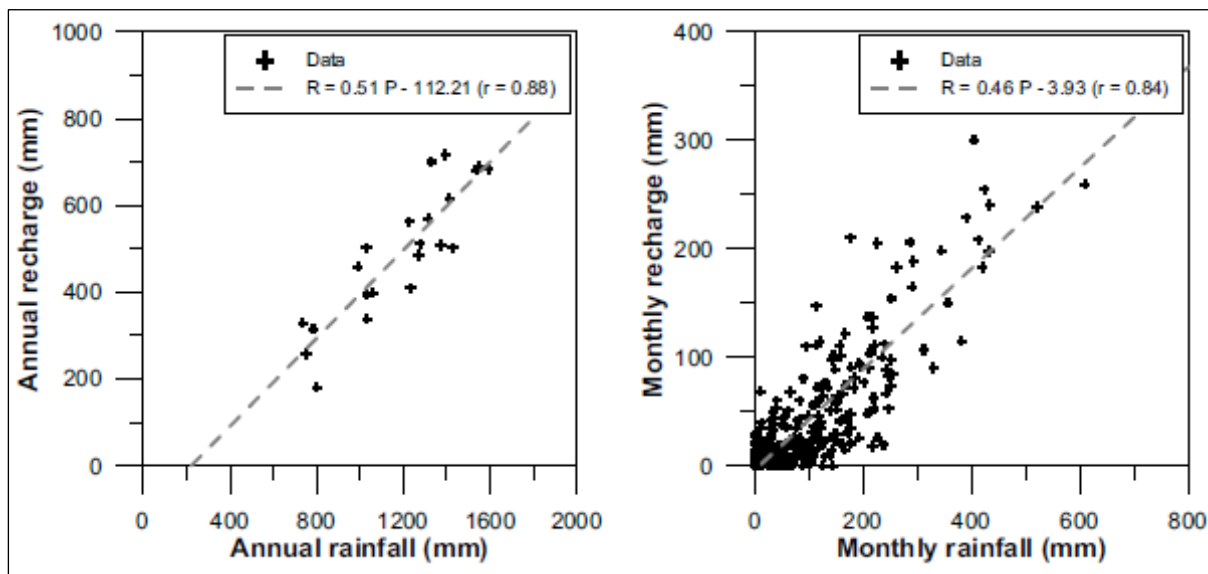 Data
R = 0.51 P - 112.21 (r = 0.88)
1000
800
600
400
200
0
Annual recharge (mm)
0
400
800
1200
1600
2000
Annual rainfall (mm)
Data
R = 0.46 P - 3.93 (r = 0.84)
400
300
200
100
0
Monthly recharge (mm)
0
200
400
600
800
Monthly rainfall (mm)